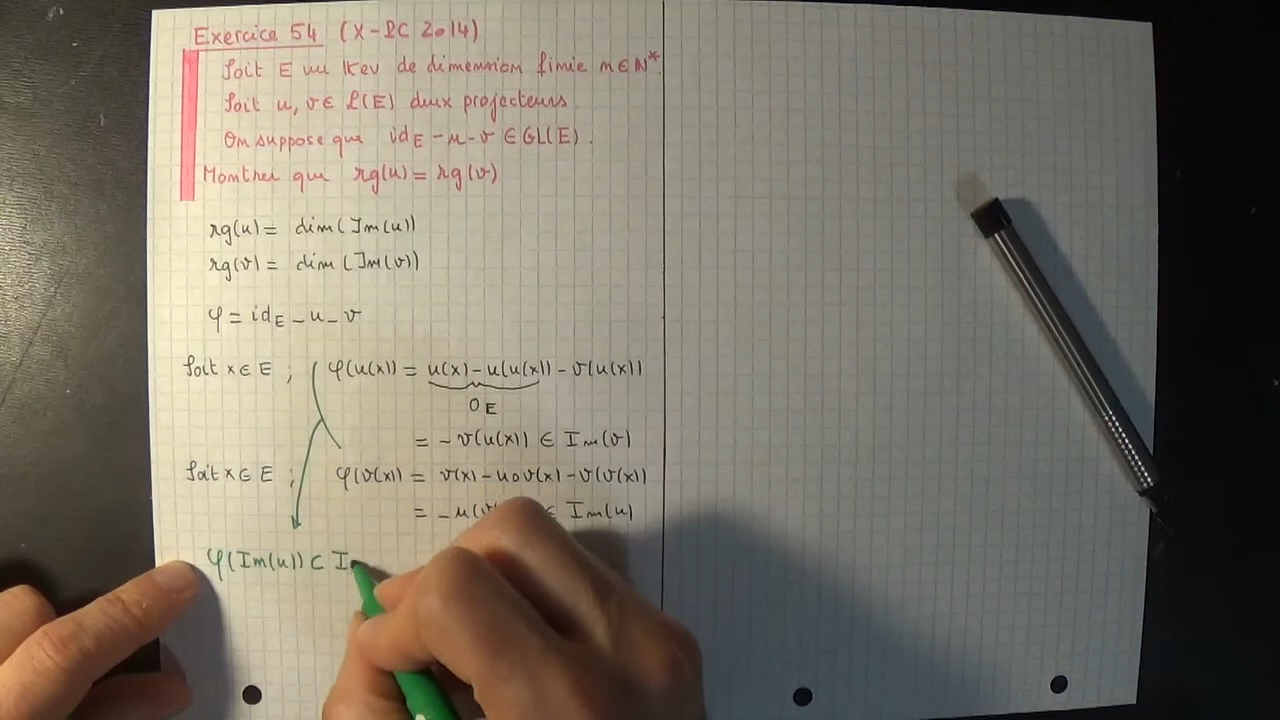 Exercice 54 (X-PC 2014)
Soit E un Kev de dimension finie n∈N*.
Soit u, v∈ L(E) deux projecteurs
On suppose que id_E - u - v ∈ GL(E).
Montrer que rg(u) = rg(v)
rg(u) = dim(Im(u))
rg(v) = dim(Im(v))
φ = id_E - u - v
Soit x∈E ; φ(u(x)) = u(x) - u(u(x)) - v(u(x))
0_E
= - v(u(x)) ∈ Im(v)
Soit x∈E ; φ(v(x)) = v(x) - u∘v(x) - v(v(x))
= - u(v ∈ Im(u)
φ(Im(u)) ⊂ I